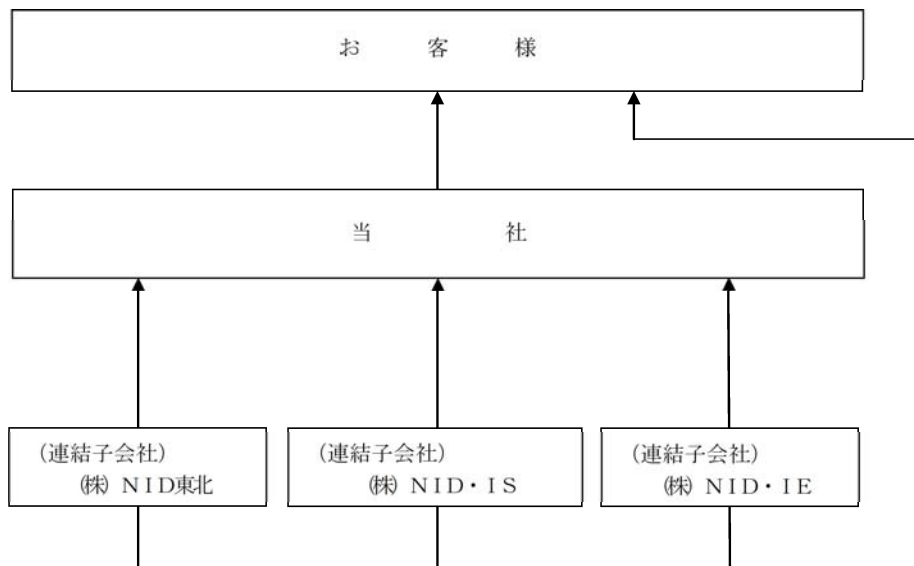 お客様
当社
(連結子会社)
㈱ NID東北
(連結子会社)
㈱ NID・IS
(連結子会社)
㈱ NID・IE